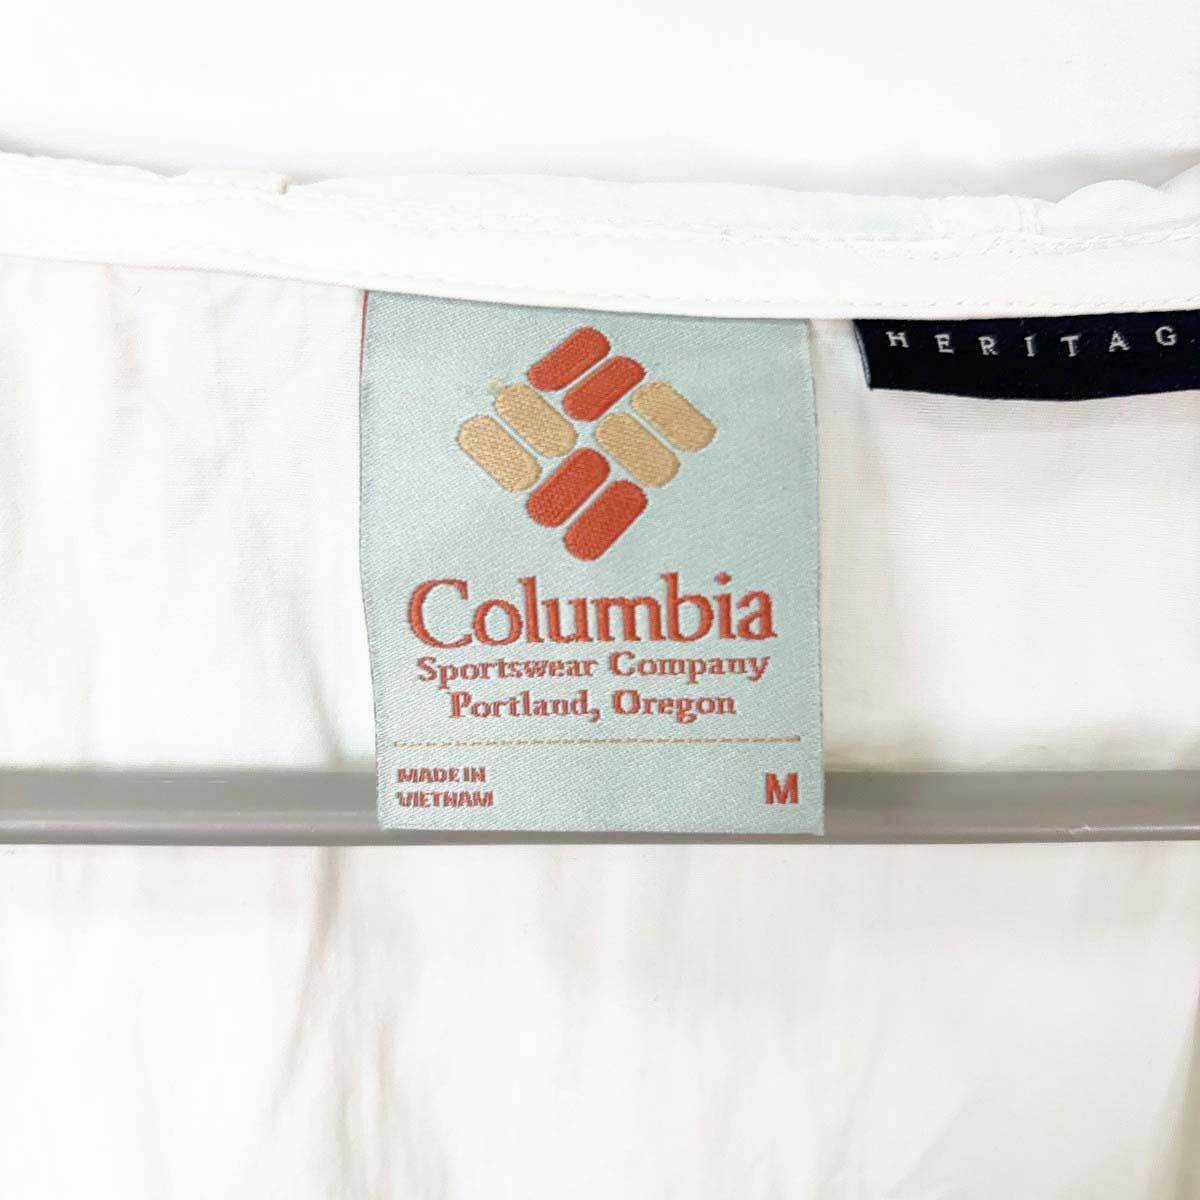 HERITAG
Columbia
Sportswear Company
Portland, Oregon
MADE IN
VIETNAM
M